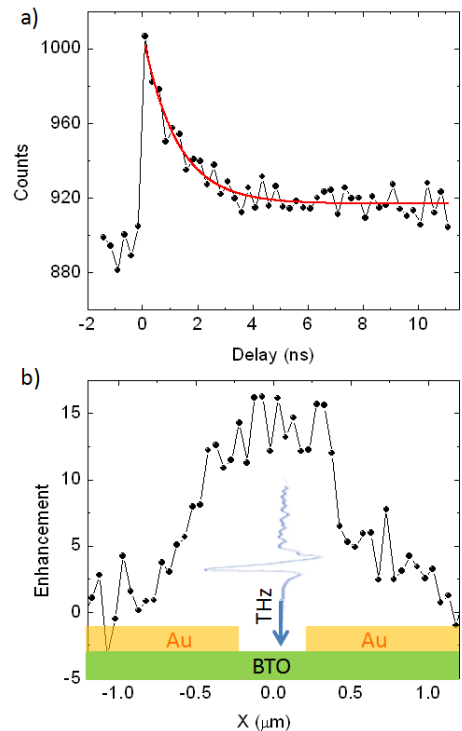 a)
1000
960
920
880
Counts
-2 0 2 4 6 8 10
Delay (ns)
b)
15
10
5
0
-5
Enhancement
THz
Au Au
BTO
-1.0 -0.5 0.0 0.5 1.0
X (μm)